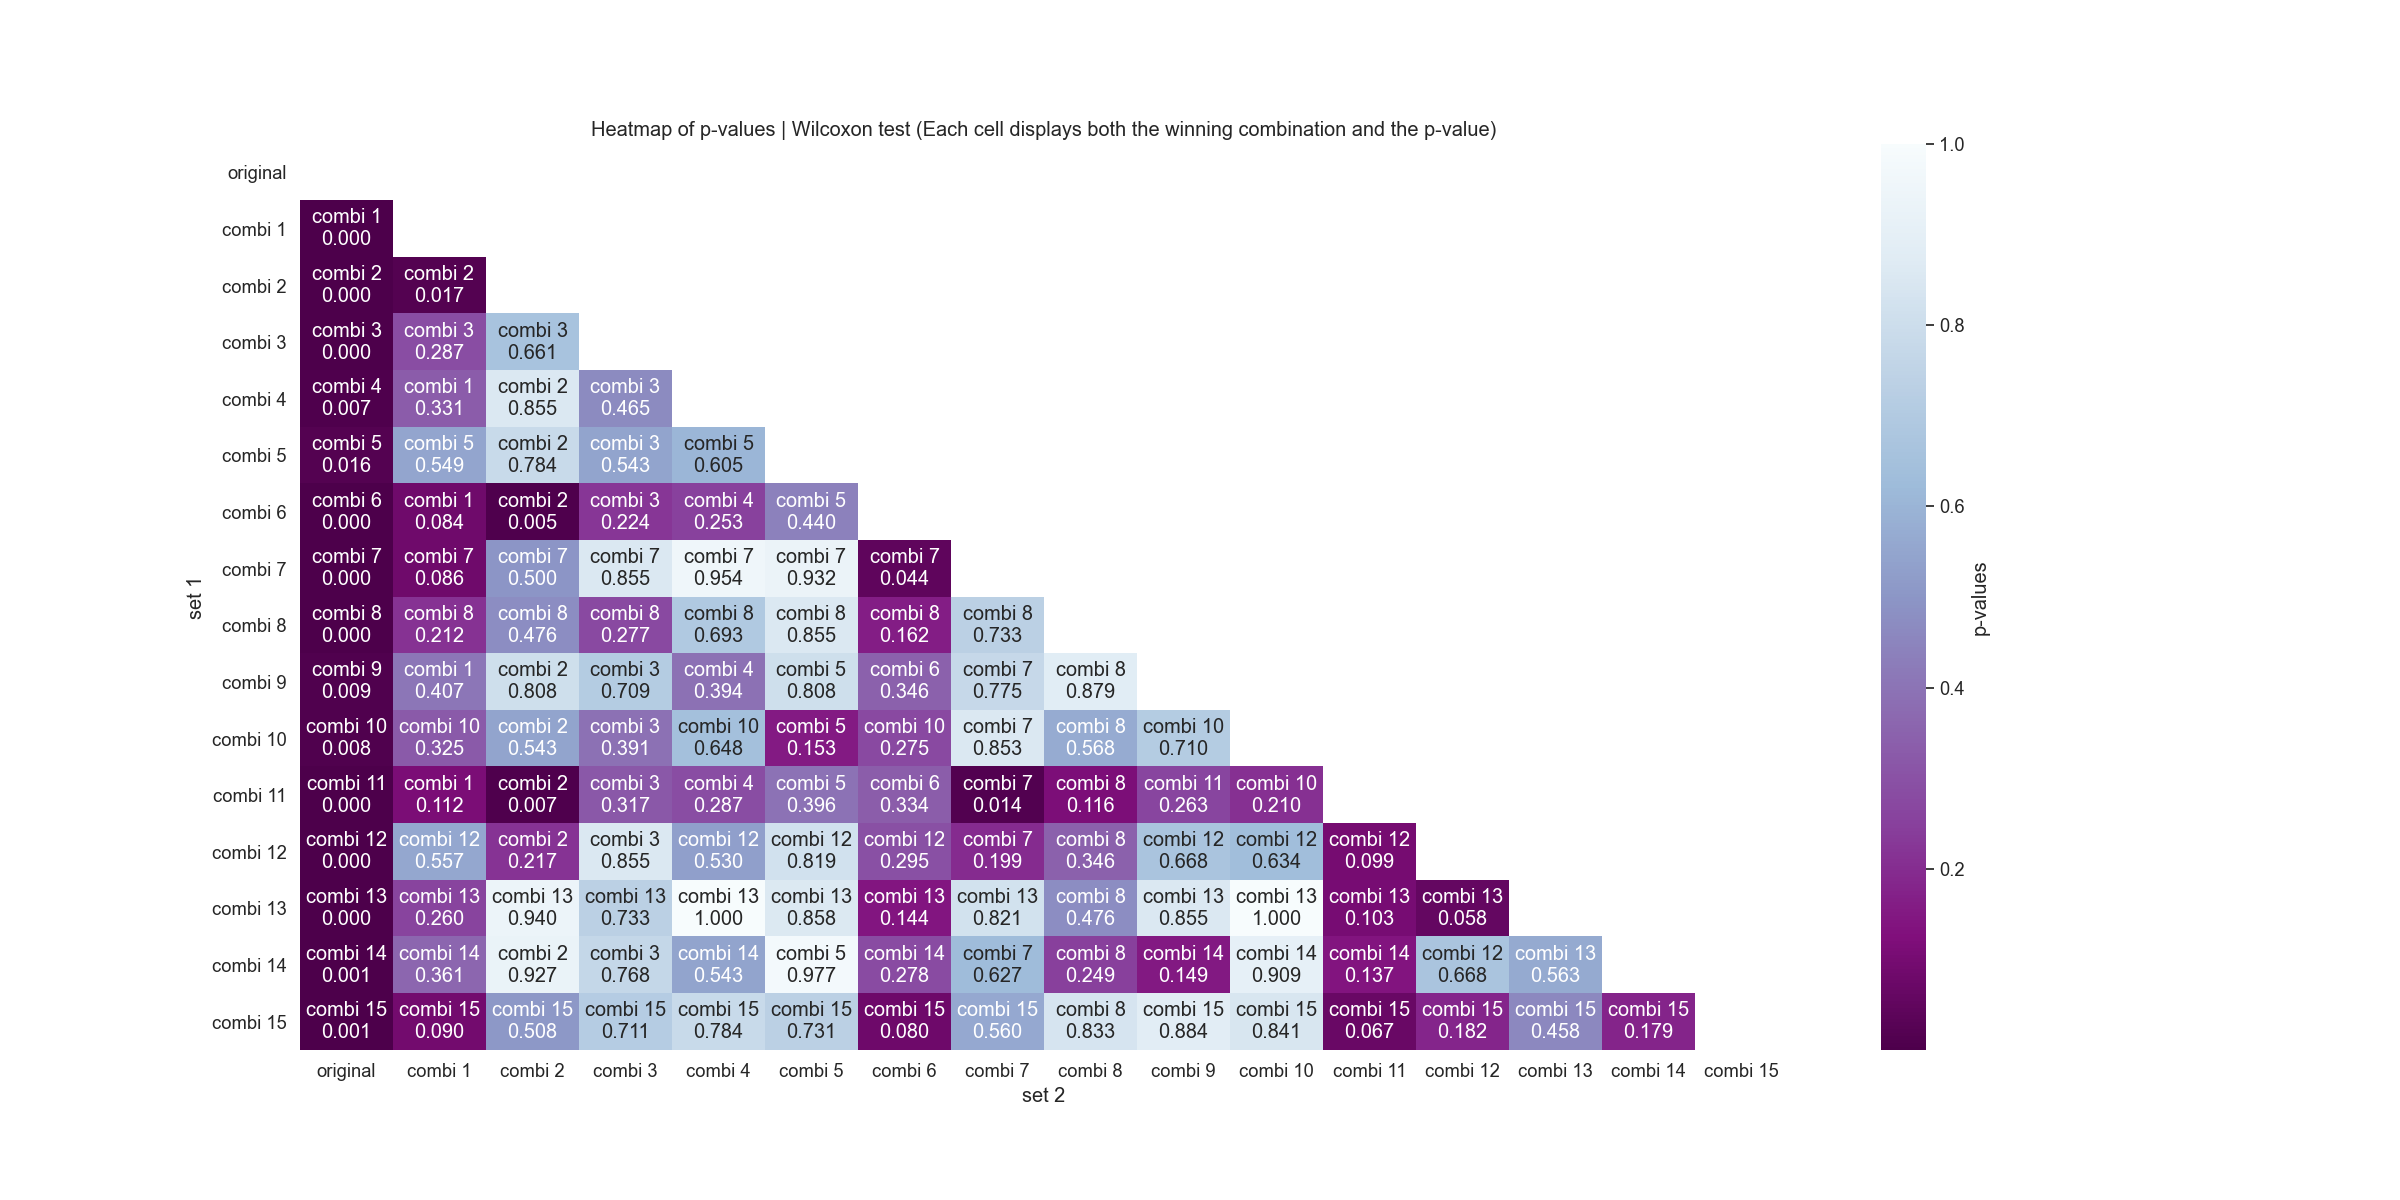 Heatmap of p-values | Wilcoxon test (Each cell displays both the winning combination and the p-value)
original
combi 1
combi 1
0.000
combi 2
combi 2 combi 2
0.000 0.017
combi 3
combi 3 combi 3 combi 3
0.000 0.287 0.661
combi 4
combi 4 combi 1 combi 2 combi 3
0.007 0.331 0.855 0.465
combi 5
combi 5 combi 5 combi 2 combi 3 combi 5
0.016 0.549 0.784 0.543 0.605
combi 6
combi 6 combi 1 combi 2 combi 3 combi 4 combi 5
0.000 0.084 0.005 0.224 0.253 0.440
combi 7
combi 7 combi 7 combi 7 combi 7 combi 7 combi 7 combi 7
0.000 0.086 0.500 0.855 0.954 0.932 0.044
combi 8
combi 8 combi 8 combi 8 combi 8 combi 8 combi 8 combi 8 combi 8
0.000 0.212 0.476 0.277 0.693 0.855 0.162 0.733
combi 9
combi 9 combi 1 combi 2 combi 3 combi 4 combi 5 combi 6 combi 7 combi 8
0.009 0.407 0.808 0.709 0.394 0.808 0.346 0.775 0.879
combi 10
combi 10 combi 10 combi 2 combi 3 combi 10 combi 5 combi 10 combi 7 combi 8 combi 10
0.008 0.325 0.543 0.391 0.648 0.153 0.275 0.853 0.568 0.710
combi 11
combi 11 combi 1 combi 2 combi 3 combi 4 combi 5 combi 6 combi 7 combi 8 combi 11 combi 10
0.000 0.112 0.007 0.317 0.287 0.396 0.334 0.014 0.116 0.263 0.210
combi 12
combi 12 combi 12 combi 2 combi 3 combi 12 combi 12 combi 12 combi 7 combi 8 combi 12 combi 12 combi 12
0.000 0.557 0.217 0.855 0.530 0.819 0.295 0.199 0.346 0.668 0.634 0.099
combi 13
combi 13 combi 13 combi 13 combi 13 combi 13 combi 13 combi 13 combi 13 combi 8 combi 13 combi 13 combi 13 combi 13
0.000 0.260 0.940 0.733 1.000 0.858 0.144 0.821 0.476 0.855 1.000 0.103 0.058
combi 14
combi 14 combi 14 combi 2 combi 3 combi 14 combi 5 combi 14 combi 7 combi 8 combi 14 combi 14 combi 14 combi 12 combi 13
0.001 0.361 0.927 0.768 0.543 0.977 0.278 0.627 0.249 0.149 0.909 0.137 0.668 0.563
combi 15
combi 15 combi 15 combi 15 combi 15 combi 15 combi 15 combi 15 combi 15 combi 8 combi 15 combi 15 combi 15 combi 15 combi 15 combi 15
0.001 0.090 0.508 0.711 0.784 0.731 0.080 0.560 0.833 0.884 0.841 0.067 0.182 0.458 0.179
original combi 1 combi 2 combi 3 combi 4 combi 5 combi 6 combi 7 combi 8 combi 9 combi 10 combi 11 combi 12 combi 13 combi 14 combi 15
set 2
set 1
1.0
0.8
0.6
0.4
0.2
p-values